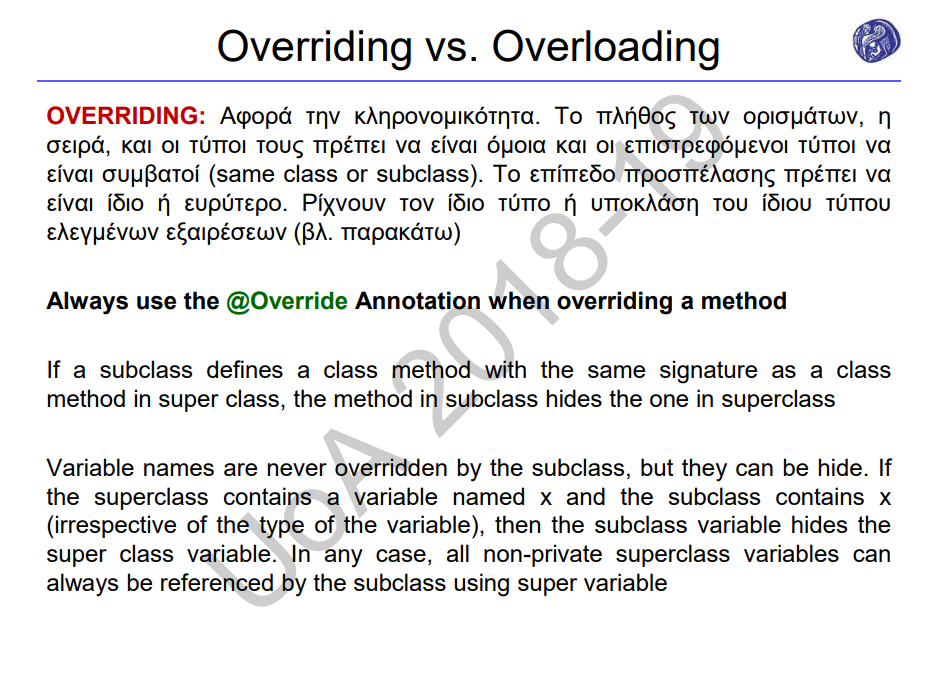 Overriding vs. Overloading
OVERRIDING: Αφορά την κληρονομικότητα. Το πλήθος των ορισμάτων, η
σειρά, και οι τύποι τους πρέπει να είναι όμοια και οι επιστρεφόμενοι τύποι να
είναι συμβατοί (same class or subclass). Το επίπεδο προσπέλασης πρέπει να
είναι ίδιο ή ευρύτερο. Ρίχνουν τον ίδιο τύπο ή υποκλάση του ίδιου τύπου
ελεγμένων εξαιρέσεων (βλ. παρακάτω)
Always use the @Override Annotation when overriding a method
If a subclass defines a class method with the same signature as a class
method in super class, the method in subclass hides the one in superclass
Variable names are never overridden by the subclass, but they can be hide. If
the superclass contains a variable named x and the subclass contains x
(irrespective of the type of the variable), then the subclass variable hides the
super class variable. In any case, all non-private superclass variables can
always be referenced by the subclass using super variable
UoA 2018-19